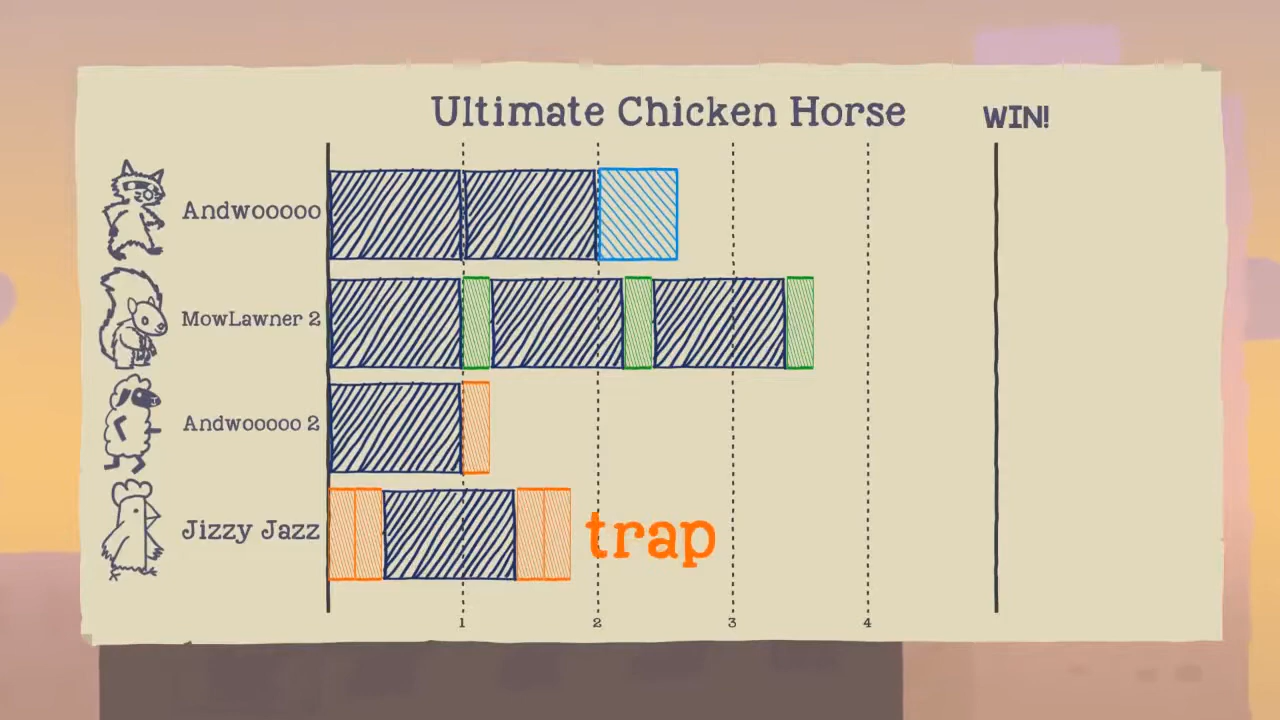 Ultimate Chicken Horse
WIN!
Andwooooo
MowLawner 2
Andwooooo 2
Jizzy Jazz
trap
1 2 3 4